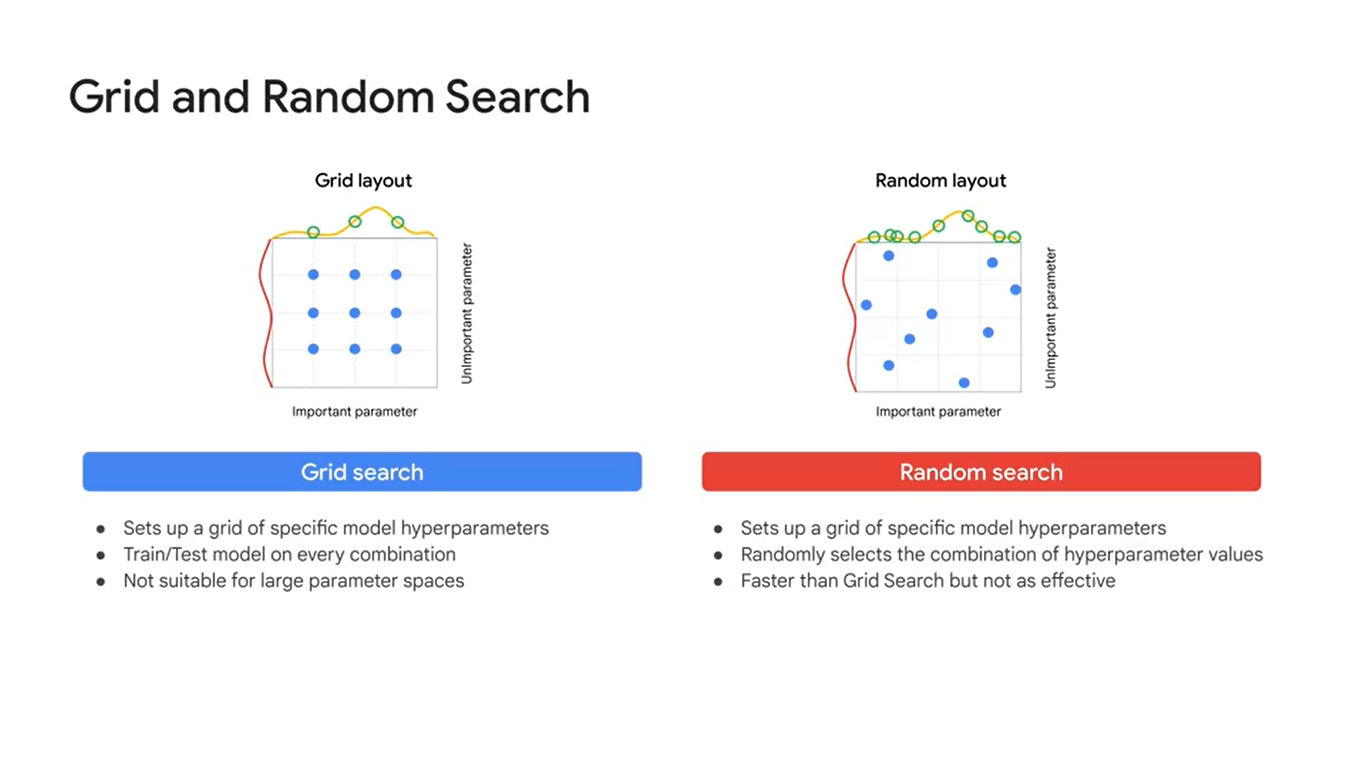 Grid and Random Search
Grid layout
Unimportant parameter
Important parameter
Random layout
Unimportant parameter
Important parameter
Grid search
● Sets up a grid of specific model hyperparameters
● Train/Test model on every combination
● Not suitable for large parameter spaces
Random search
● Sets up a grid of specific model hyperparameters
● Randomly selects the combination of hyperparameter values
● Faster than Grid Search but not as effective